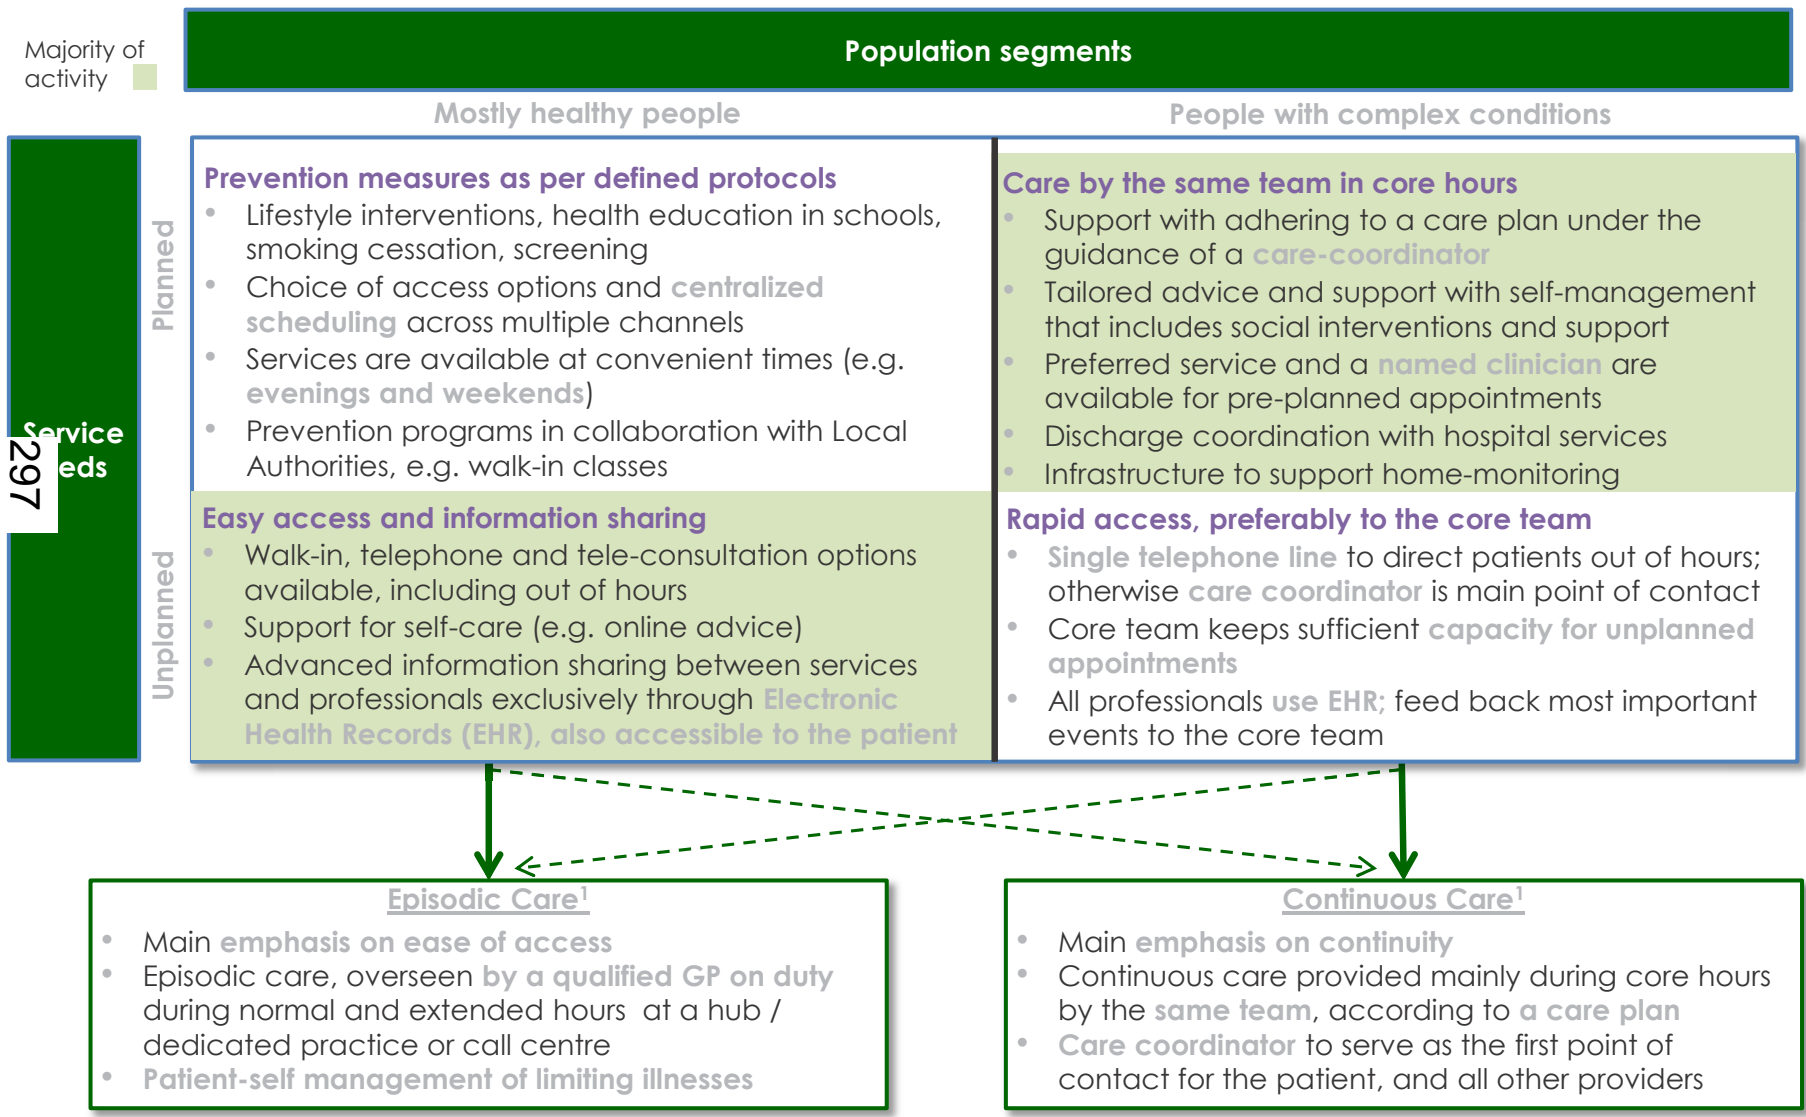 Majority of
activity
Population segments
Mostly healthy people
People with complex conditions
Service
eds
297
Planned
Prevention measures as per defined protocols
• Lifestyle interventions, health education in schools,
smoking cessation, screening
• Choice of access options and centralized
scheduling across multiple channels
• Services are available at convenient times (e.g.
evenings and weekends)
• Prevention programs in collaboration with Local
Authorities, e.g. walk-in classes
Care by the same team in core hours
• Support with adhering to a care plan under the
guidance of a care-coordinator
• Tailored advice and support with self-management
that includes social interventions and support
• Preferred service and a named clinician are
available for pre-planned appointments
• Discharge coordination with hospital services
• Infrastructure to support home-monitoring
Unplanned
Easy access and information sharing
• Walk-in, telephone and tele-consultation options
available, including out of hours
• Support for self-care (e.g. online advice)
• Advanced information sharing between services
and professionals exclusively through Electronic
Health Records (EHR), also accessible to the patient
Rapid access, preferably to the core team
• Single telephone line to direct patients out of hours;
otherwise care coordinator is main point of contact
• Core team keeps sufficient capacity for unplanned
appointments
• All professionals use EHR; feed back most important
events to the core team
Episodic Care¹
• Main emphasis on ease of access
• Episodic care, overseen by a qualified GP on duty
during normal and extended hours at a hub /
dedicated practice or call centre
• Patient-self management of limiting illnesses
Continuous Care¹
• Main emphasis on continuity
• Continuous care provided mainly during core hours
by the same team, according to a care plan
• Care coordinator to serve as the first point of
contact for the patient, and all other providers